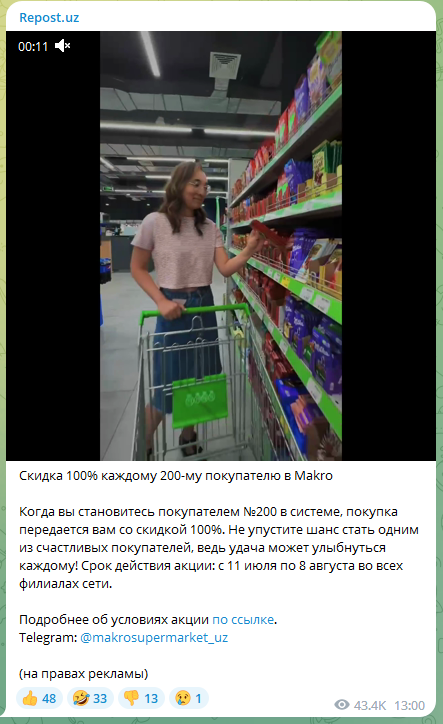 Repost.uz
00:11
Скидка 100% каждому 200-му покупателю в Makro
Когда вы становитесь покупателем №200 в системе, покупка
передается вам со скидкой 100%. Не упустите шанс стать одним
из счастливых покупателей, ведь удача может улыбнуться
каждому! Срок действия акции: с 11 июля по 8 августа во всех
филиалах сети.
Подробнее об условиях акции по ссылке.
Telegram: @makrosupermarket_uz
(на правах рекламы)
👍 48 🤣 33 👎 13 😢 1
43.4K 13:00